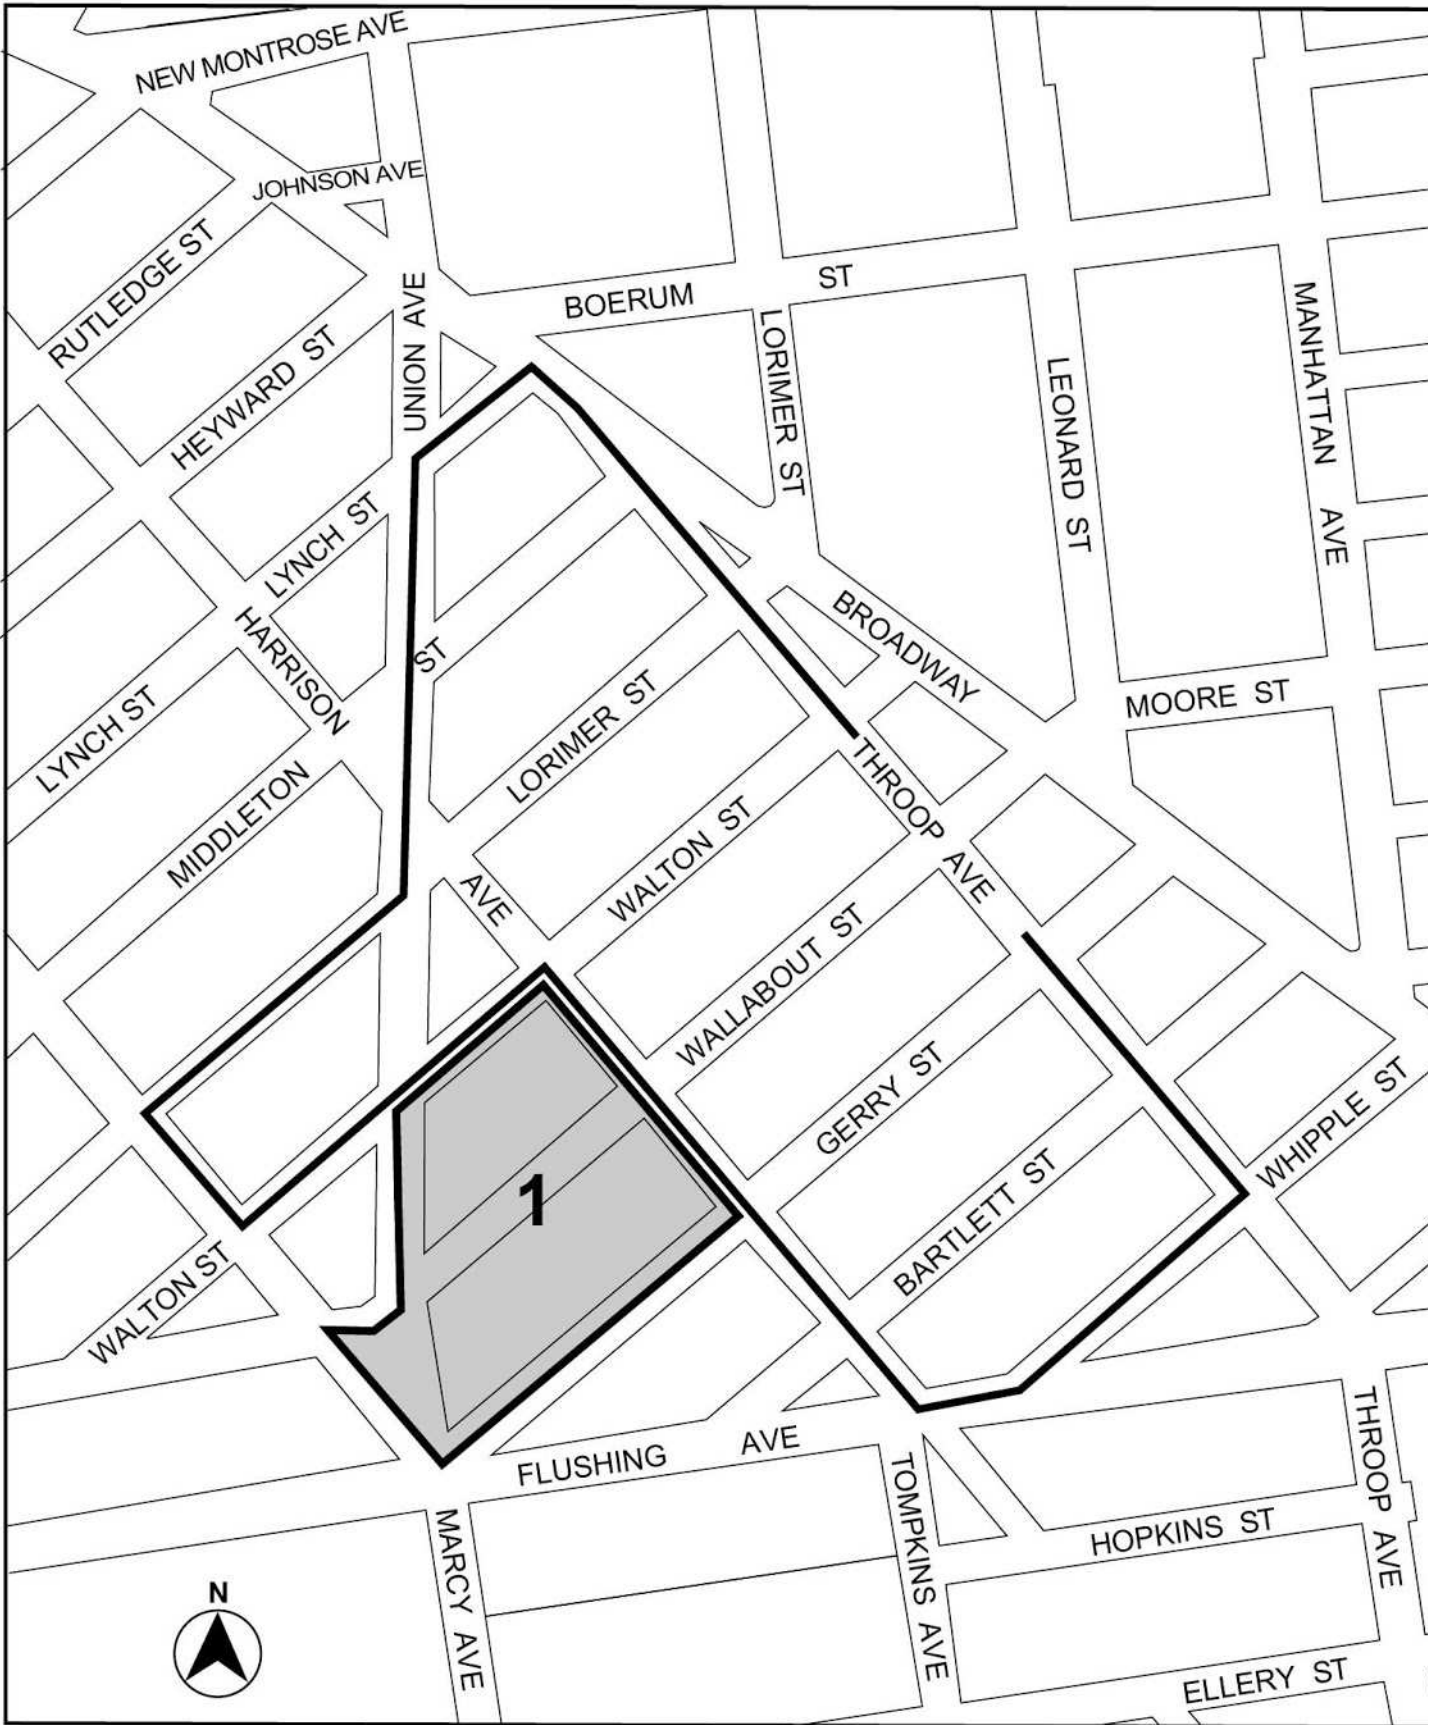 NEW MONTROSE AVE
JOHNSON AVE
RUTLEDGE ST
HEYWARD ST
UNION AVE
BOERUM ST
LORIMER ST
LEONARD ST
MANHATTAN AVE
LYNCH ST
HARRISON AVE
LYNCH ST
MIDDLETON ST
LORIMER ST
BROADWAY
MOORE ST
THROOP AVE
WALTON ST
WALLABOUT ST
GERRY ST
BARTLETT ST
WHIPPLE ST
1
WALTON ST
FLUSHING AVE
THROOP AVE
TOMPKINS AVE
HOPKINS ST
MARCY AVE
ELLERY ST
N